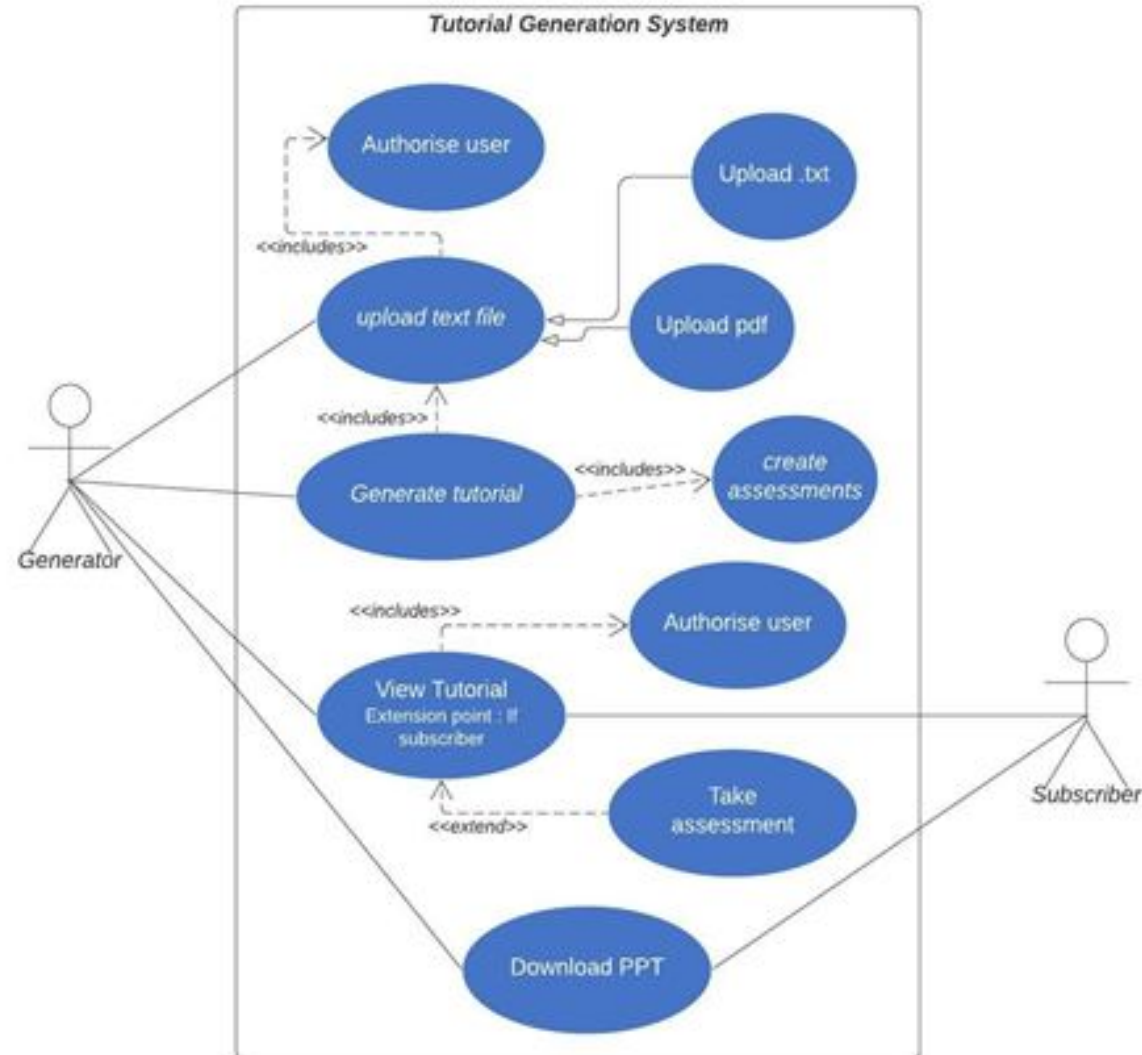 Tutorial Generation System
Authorise user
Upload .txt
<<includes>>
upload text file
Upload pdf
<<includes>>
Generate tutorial
<<includes>>
create
assessments
Generator
<<includes>>
Authorise user
View Tutorial
Extension point : If
subscriber
Subscriber
Take
assessment
<<extend>>
Download PPT